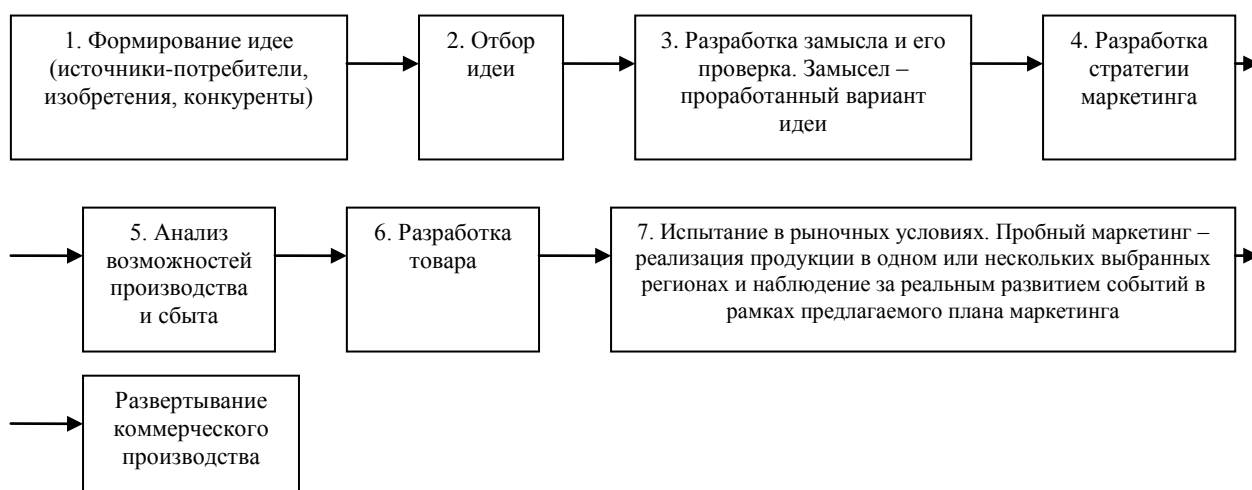 1. Формирование идее
(источники-потребители,
изобретения, конкуренты)
2. Отбор
идеи
3. Разработка замысла и его
проверка. Замысел –
проработанный вариант
идеи
4. Разработка
стратегии
маркетинга
5. Анализ
возможностей
производства
и сбыта
6. Разработка
товара
7. Испытание в рыночных условиях. Пробный маркетинг –
реализация продукции в одном или нескольких выбранных
регионах и наблюдение за реальным развитием событий в
рамках предлагаемого плана маркетинга
Развертывание
коммерческого
производства